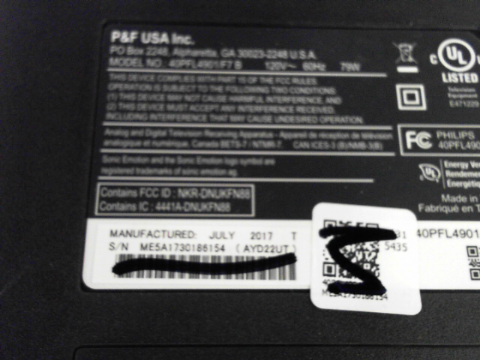 P&F USA Inc.
PO Box 2248, Alpharetta, GA 30023-2248 U.S.A.
MODEL NO. 40PFL4901/F7 B 120V~ 60Hz 79W
THIS DEVICE COMPLIES WITH PART 15 OF THE FCC RULES
OPERATION IS SUBJECT TO THE FOLLOWING TWO CONDITIONS:
(1) THIS DEVICE MAY NOT CAUSE HARMFUL INTERFERENCE, AND
(2) THIS DEVICE MUST ACCEPT ANY INTERFERENCE RECEIVED,
INCLUDING INTERFERENCE THAT MAY CAUSE UNDESIRED OPERATION.
Analog and Digital Television Receiving Apparatus - Appareil de réception de télévision
analogique et numérique, Canada BETS-7 / NTMR-7 CAN ICES-3 (B)/NMB-3(B)
Sonic Emotion and the Sonic Emotion logo are
registered trademarks of
Contains FCC ID : NKR-DNUKFN88
Contains IC : 4441A-DNUKFN88
C UL
LISTED
E471229
FC PHILIPS
40PFL490
Energy Ver
Rendemen
Énergétiqu
Made in
Fabriqué en T
MANUFACTURED: JULY 2017 T
S/N ME5A1730186154 (AYD22UT)
5435
ME5A1730186154
40PFL4901